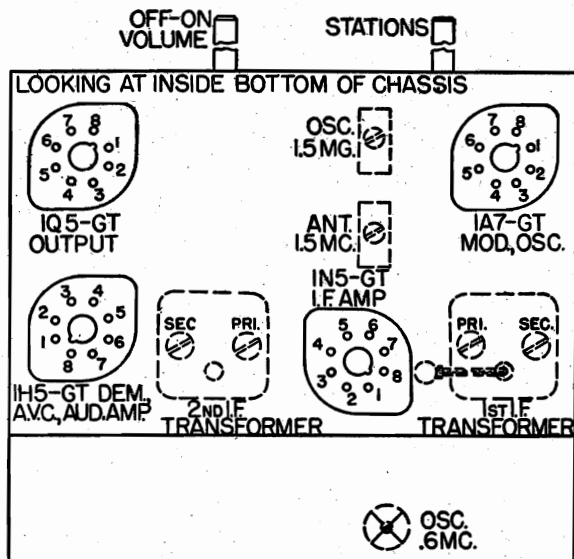 OFF-ON
VOLUME
STATIONS
LOOKING AT INSIDE BOTTOM OF CHASSIS
7 8
6 1
5 2
4 3
1Q5-GT
OUTPUT
OSC.
1.5 MG.
ANT.
1.5 MC.
7 8
6 1
5 2
4 3
1A7-GT
MOD., OSC.
3 4
2 5
1 6
8 7
1H5-GT DEM.,
A.V.C., AUD. AMP.
SEC PRI.
2ND I.F.
TRANSFORMER
1N5-GT
I.F. AMP
5 6
4 7
3 8
2 1
PRI. SEC.
1ST I.F.
TRANSFORMER
OSC.
.6MC.